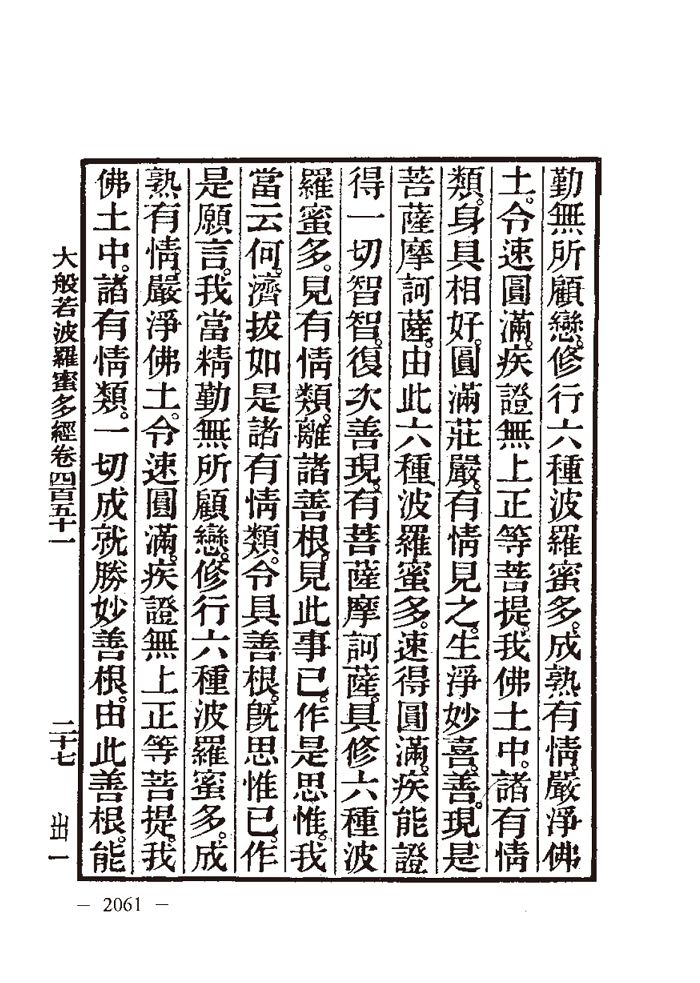 勤無所顧戀。修行六種波羅蜜多。成熟有情。嚴淨佛
土。令速圓滿。疾證無上正等菩提。我佛土中。諸有情
類。身具相好。圓滿莊嚴。有情見之。生淨妙喜。善現。是
菩薩摩訶薩。由此六種波羅蜜多。速得圓滿。疾能證
得一切智智。復次善現。有菩薩摩訶薩。具修六種波
羅蜜多。見有情類。離諸善根。見此事已。作是思惟。我
當云何。濟拔如是諸有情類。令具善根。旣思惟已。作
是願言。我當精勤無所顧戀。修行六種波羅蜜多。成
熟有情。嚴淨佛土。令速圓滿。疾證無上正等菩提。我
佛土中。諸有情類。一切成就勝妙善根。由此善根。能
大般若波羅蜜多經卷四百五十一
二十七
出一
— 2061 —